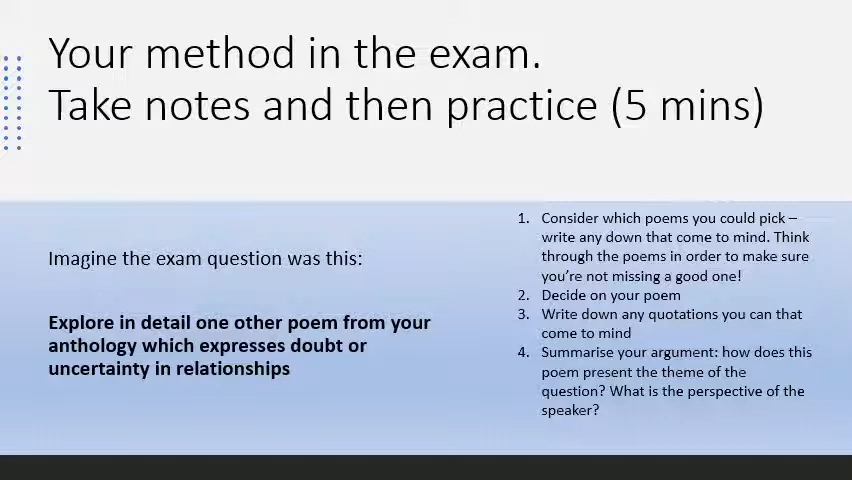 Your method in the exam.
Take notes and then practice (5 mins)
Imagine the exam question was this:
Explore in detail one other poem from your
anthology which expresses doubt or
uncertainty in relationships
1. Consider which poems you could pick –
write any down that come to mind. Think
through the poems in order to make sure
you're not missing a good one!
2. Decide on your poem
3. Write down any quotations you can that
come to mind
4. Summarise your argument: how does this
poem present the theme of the
question? What is the perspective of the
speaker?